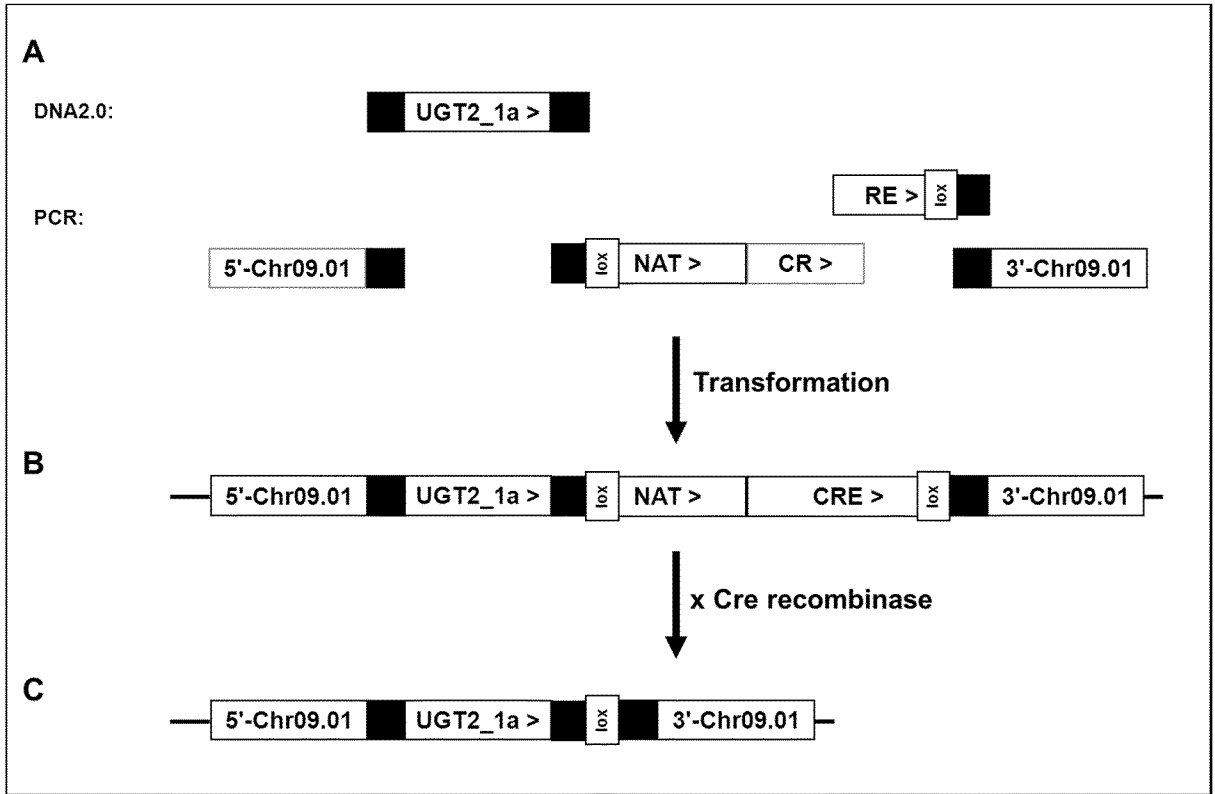 A
DNA2.0:
UGT2_1a >
PCR:
RE >
lox
5'-Chr09.01
lox
NAT >
CR >
3'-Chr09.01
Transformation
B
5'-Chr09.01
UGT2_1a >
lox
NAT >
CRE >
lox
3'-Chr09.01
x Cre recombinase
C
5'-Chr09.01
UGT2_1a >
lox
3'-Chr09.01